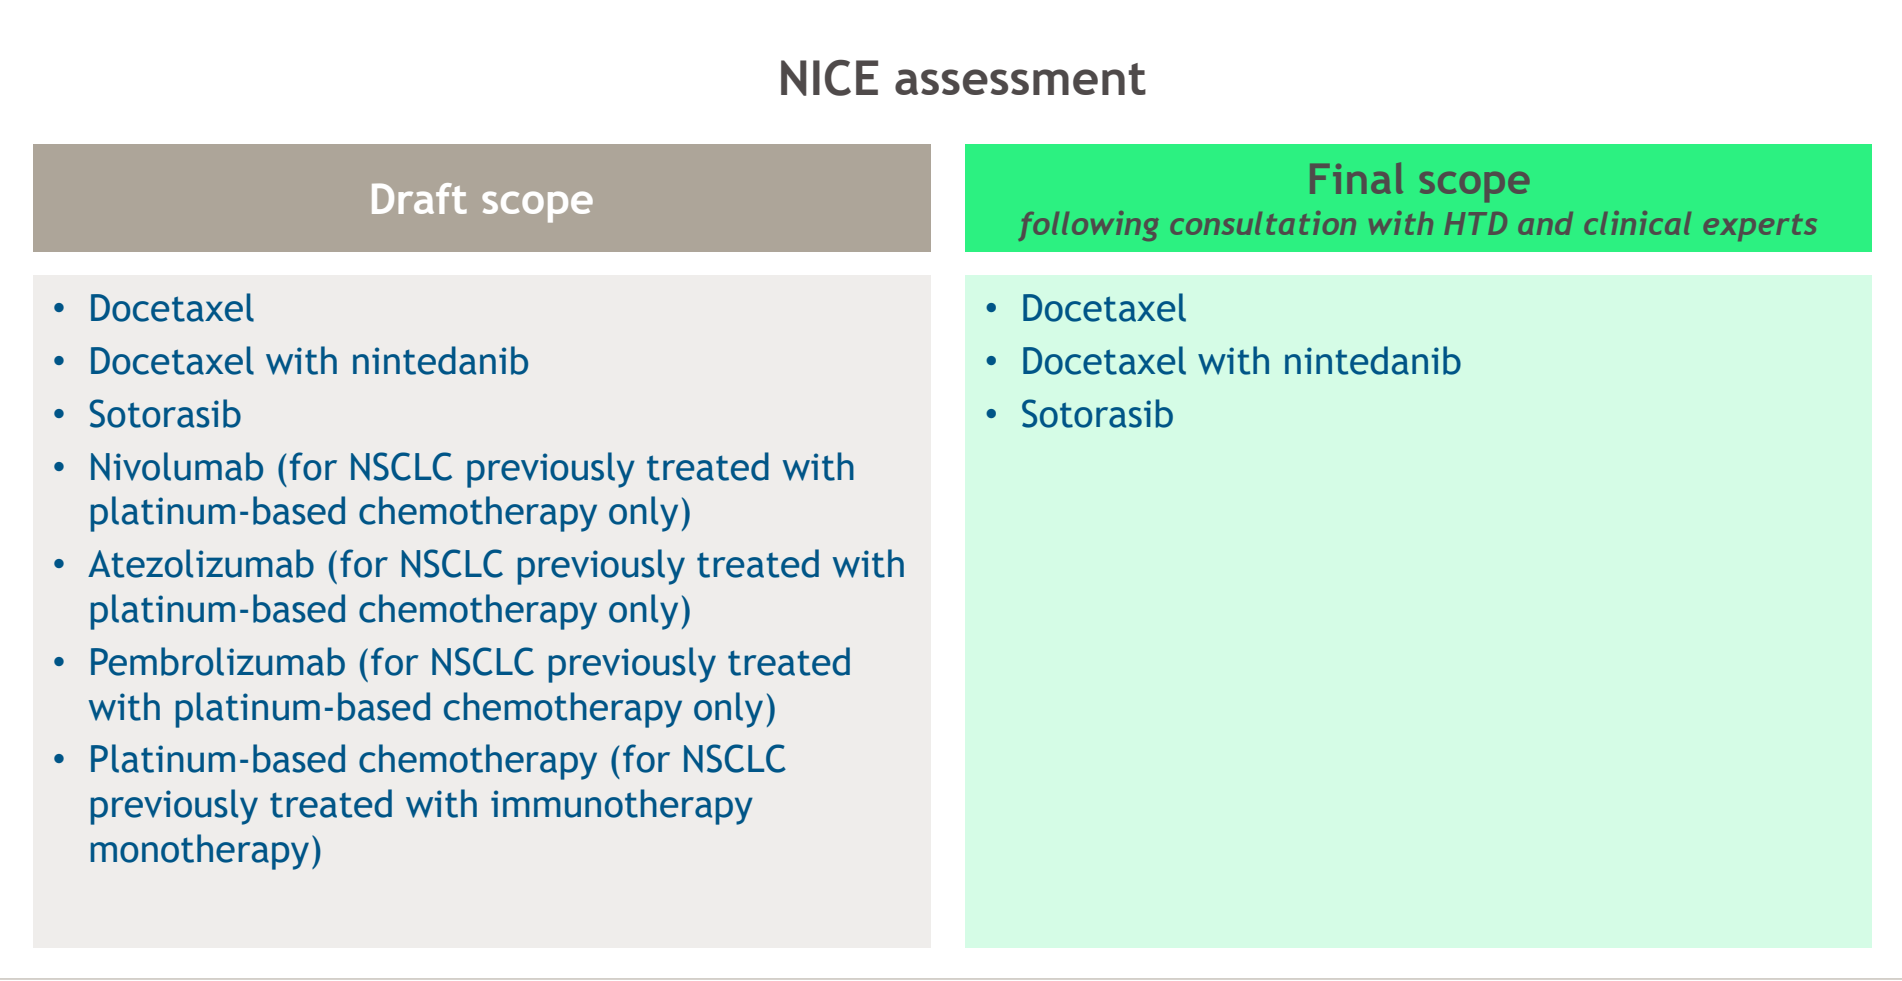 NICE assessment
Draft scope
• Docetaxel
• Docetaxel with nintedanib
• Sotorasib
• Nivolumab (for NSCLC previously treated with
platinum-based chemotherapy only)
• Atezolizumab (for NSCLC previously treated with
platinum-based chemotherapy only)
• Pembrolizumab (for NSCLC previously treated
with platinum-based chemotherapy only)
• Platinum-based chemotherapy (for NSCLC
previously treated with immunotherapy
monotherapy)
Final scope
following consultation with HTD and clinical experts
• Docetaxel
• Docetaxel with nintedanib
• Sotorasib